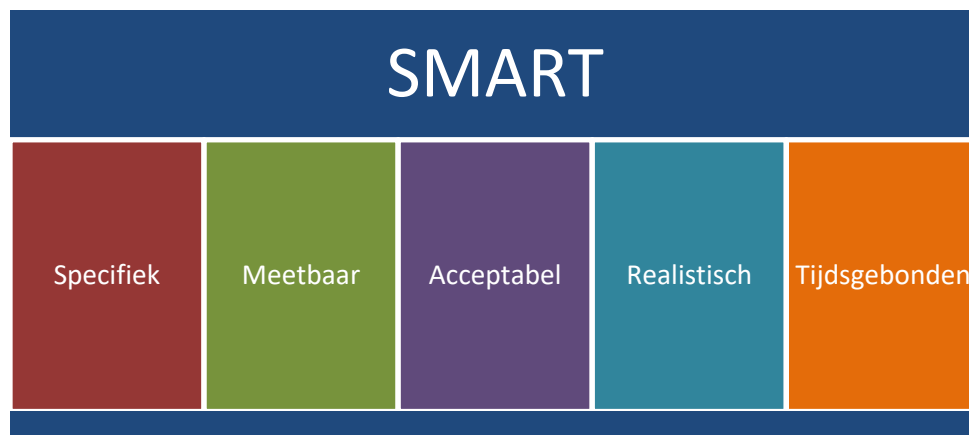 SMART
Specifiek
Meetbaar
Acceptabel
Realistisch
Tijdsgebonden